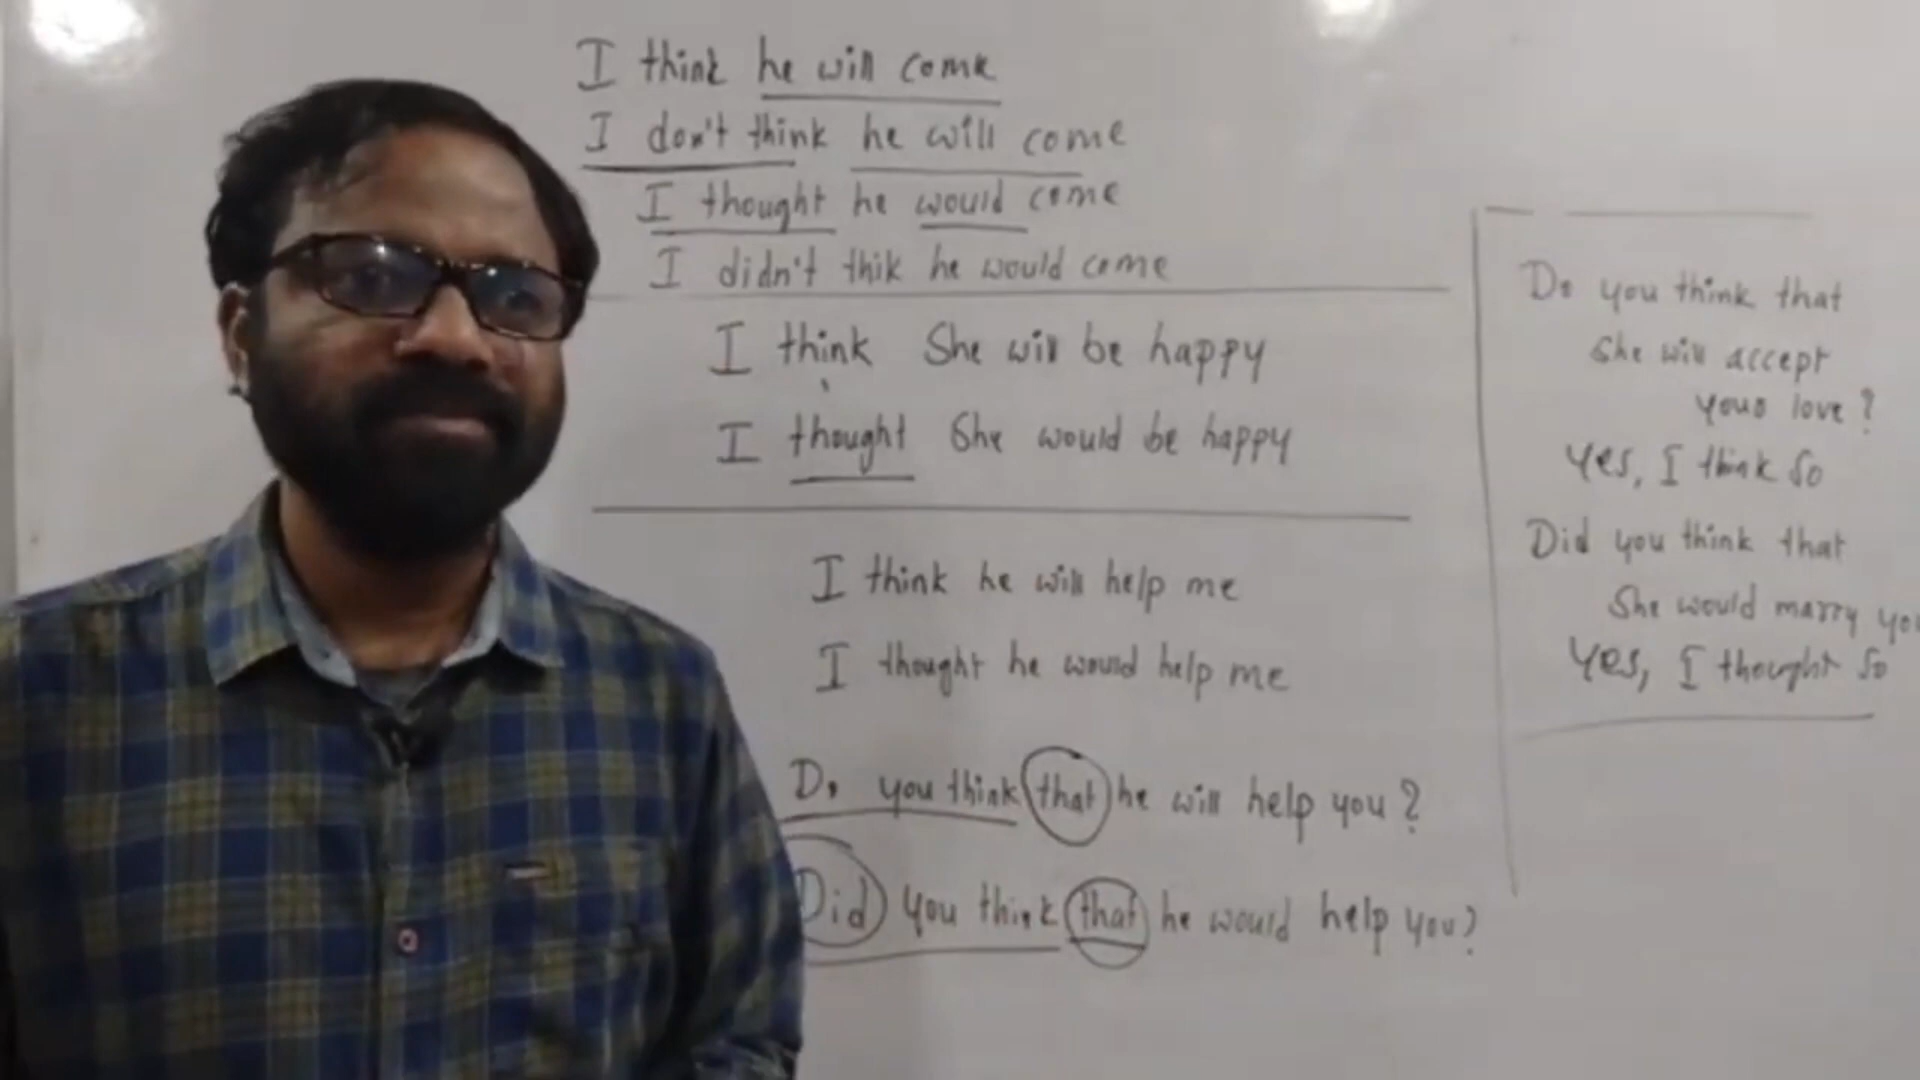 I think he will come
I don't think he will come
I thought he would come
I didn't thik he would come
I think She will be happy
I thought She would be happy
I think he will help me
I thought he would help me
Do you think that he will help you?
Did you think that he would help you?
Do you think that
She will accept
your love?
Yes, I think So
Did you think that
She would marry you
Yes, I thought So